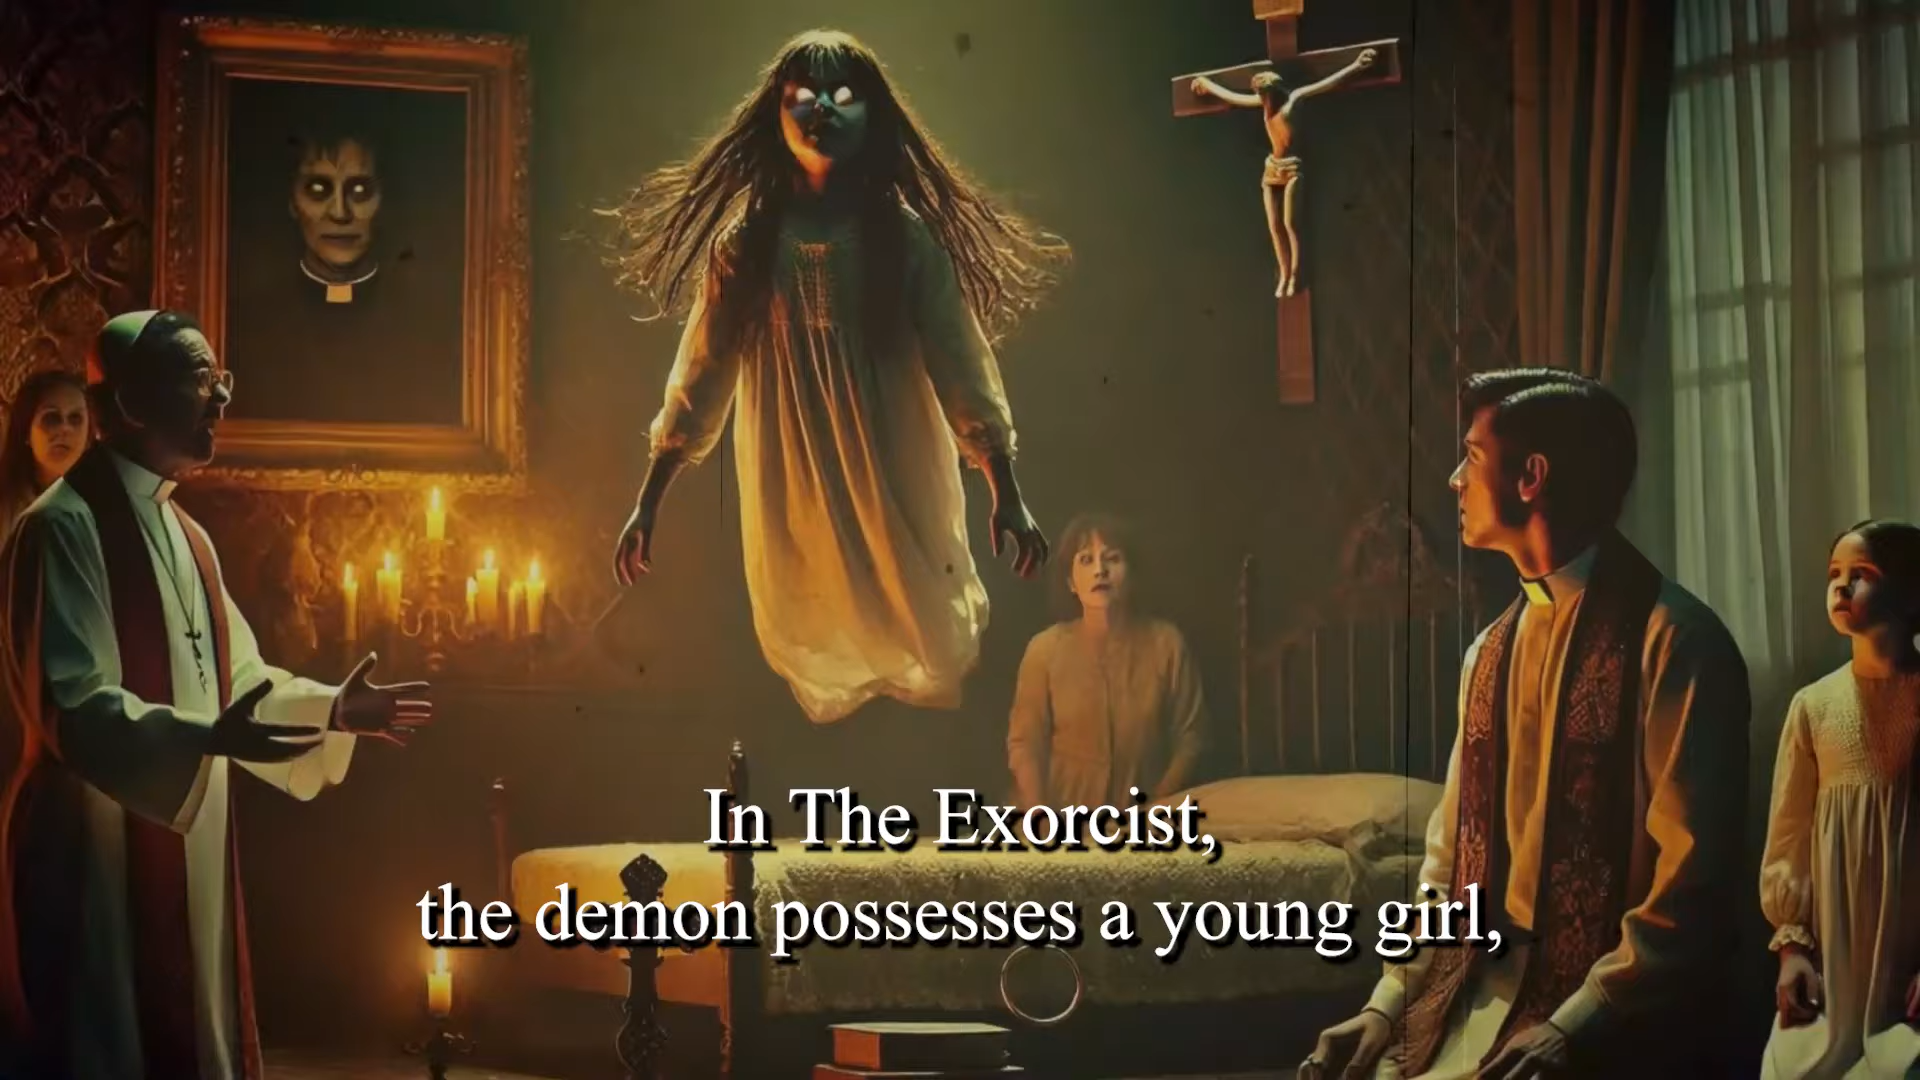 In The Exorcist,
the demon possesses a young girl,